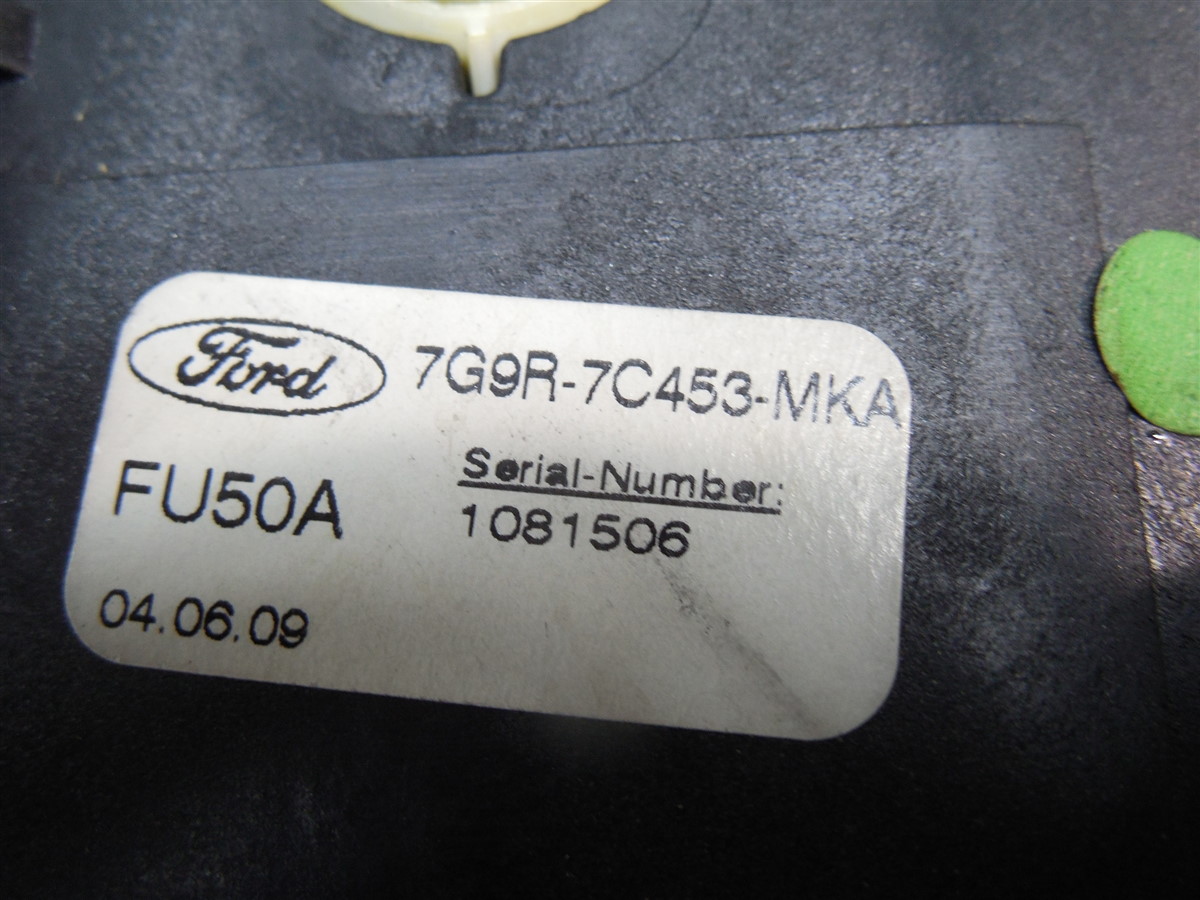 Ford 7G9R-7C453-MKA
FU50A
Serial-Number:
1081506
04.06.09